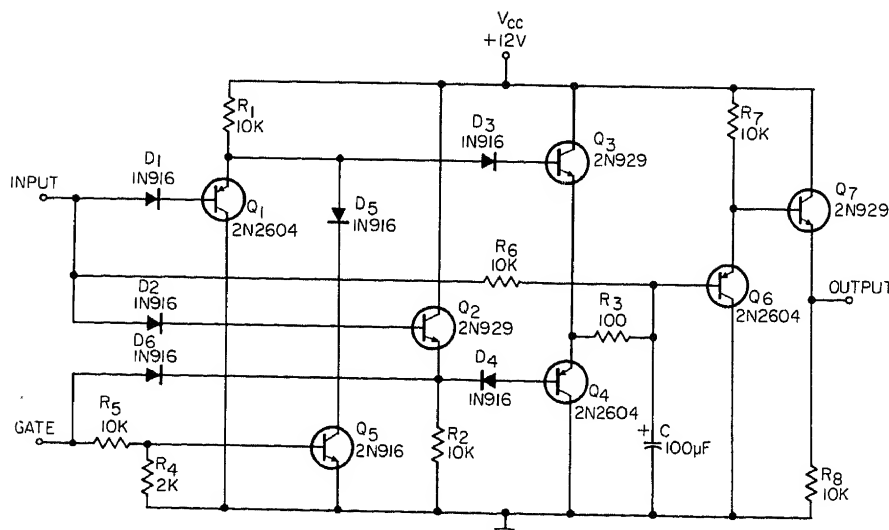 VCC
+12V
R1
10K
R7
10K
D1
1N916
D3
1N916
Q3
2N929
INPUT
Q1
2N2604
D5
1N916
Q7
2N929
R6
10K
D2
1N916
Q2
2N929
R3
100
Q6
2N2604
OUTPUT
D6
1N916
D4
1N916
Q4
2N2604
GATE
R5
10K
R4
2K
Q5
2N916
R2
10K
+
C
100µF
R8
10K